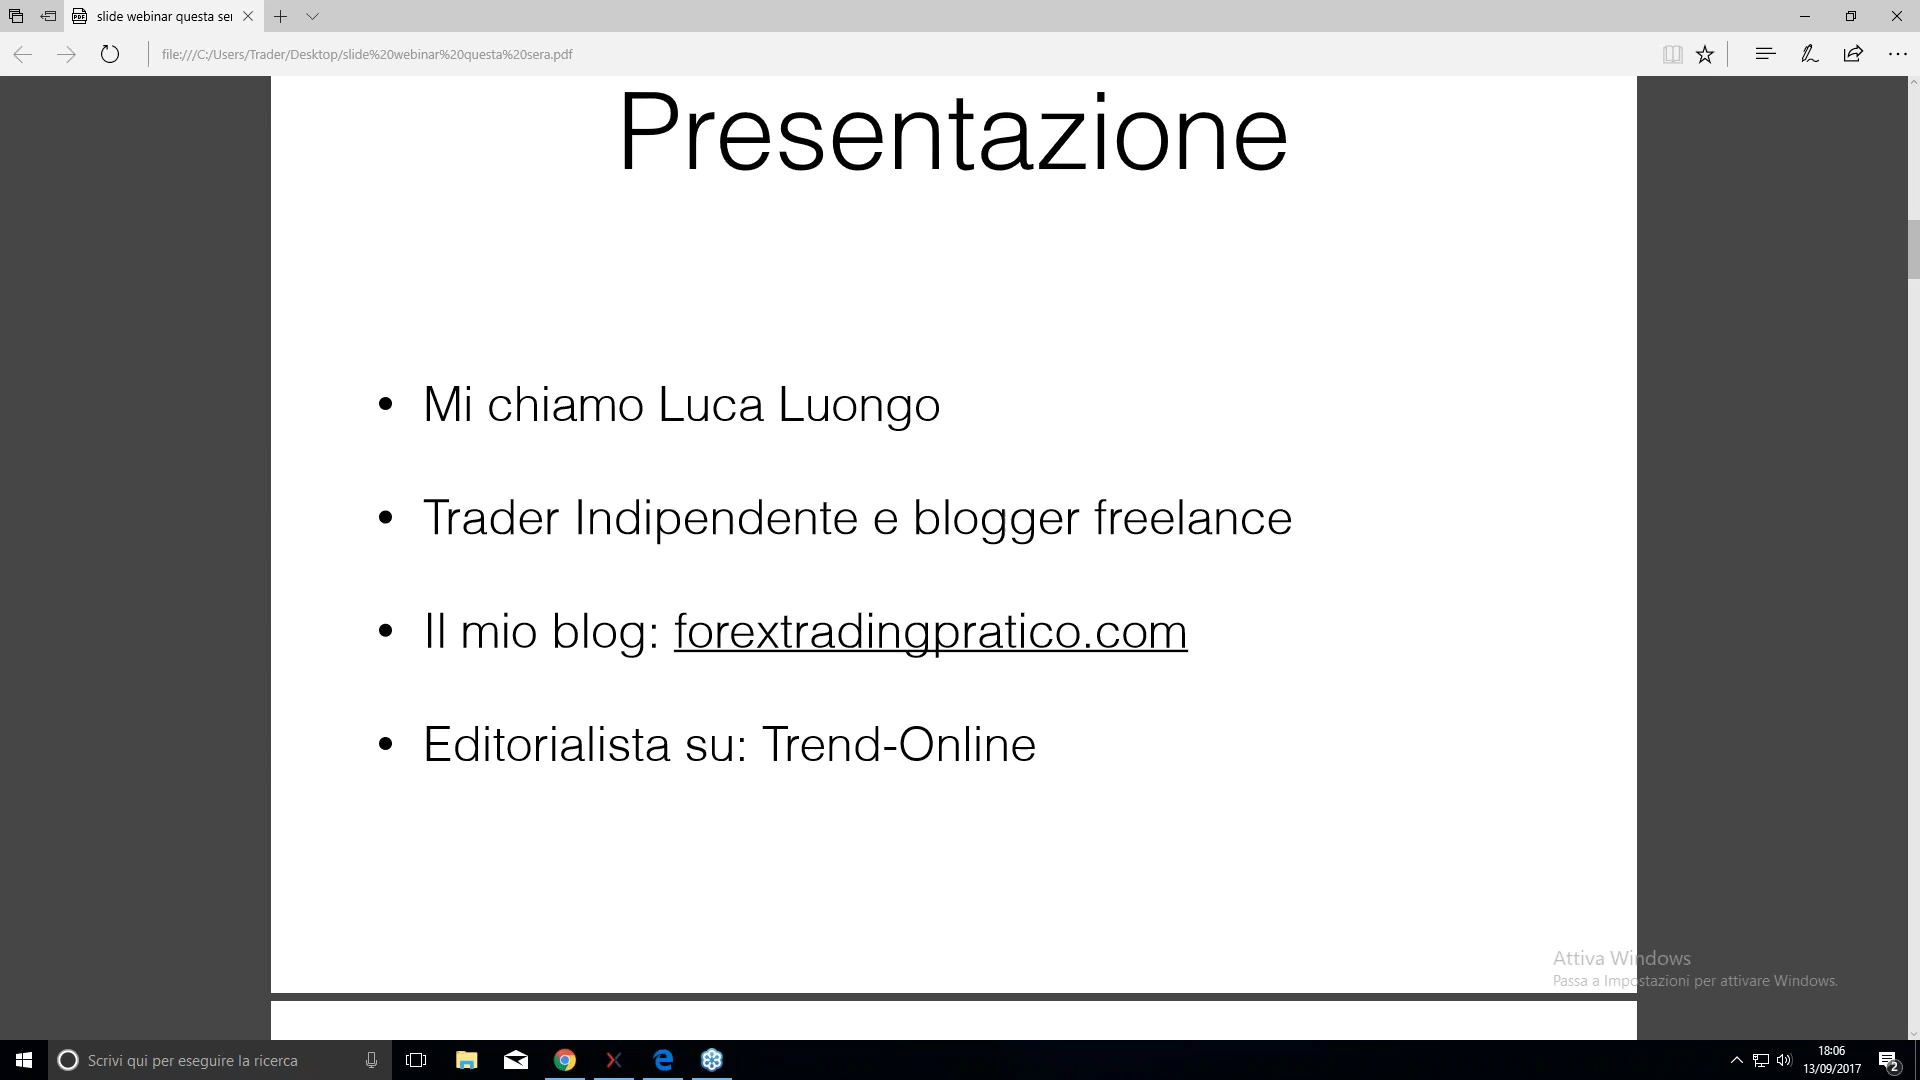 slide webinar questa ser
file:///C:/Users/Trader/Desktop/slide%20webinar%20questa%20sera.pdf
Presentazione
• Mi chiamo Luca Luongo
• Trader Indipendente e blogger freelance
• Il mio blog: forextradingpratico.com
• Editorialista su: Trend-Online
Attiva Windows
Passa a Impostazioni per attivare Windows.
Scrivi qui per eseguire la ricerca
18:06
13/09/2017
2